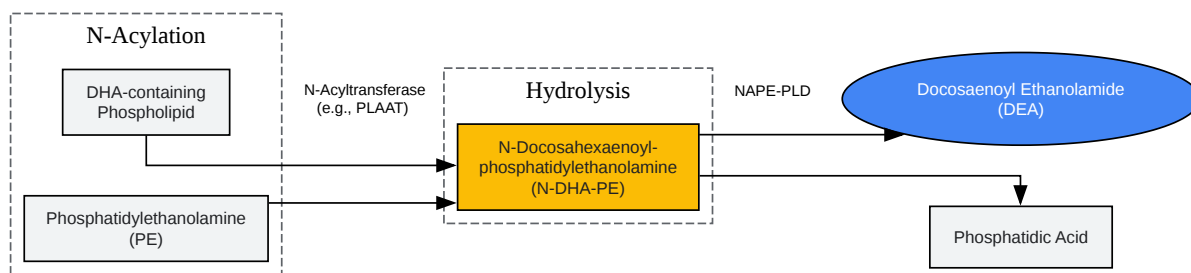 N-Acylation
DHA-containing
Phospholipid
Phosphatidylethanolamine
(PE)
N-Acyltransferase
(e.g., PLAAT)
Hydrolysis
N-Docosahexaenoyl-
phosphatidylethanolamine
(N-DHA-PE)
NAPE-PLD
Docosaenoyl Ethanolamide
(DEA)
Phosphatidic Acid